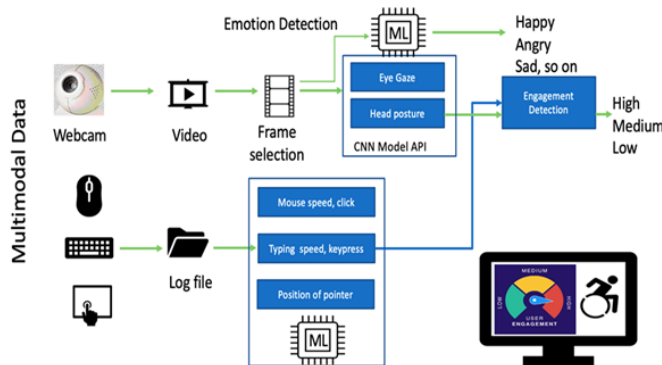 Multimodal Data
Emotion Detection
ML
Happy
Angry
Sad, so on
Webcam
Video
Frame
selection
Eye Gaze
Head posture
CNN Model API
Engagement
Detection
High
Medium
Low
Log file
Mouse speed, click
Typing speed, keypress
Position of pointer
ML
LOW
MEDIUM
HIGH
USER
ENGAGEMENT